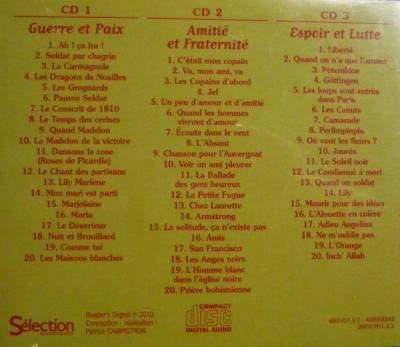 CD 1
Guerre et Paix
1. Ah ! ça ira !
2. Soldat par chagrin
3. La Carmagnole
4. Les Dragons de Noailles
5. Les Grognards
6. Pauvre Soldat
7. Le Conscrit de 1810
8. Le Temps des cerises
9. Quand Madelon
10. La Madelon de la victoire
11. Dansons la rose
(Roses de Picardie)
12. Le Chant des partisans
13. Lily Marlène
14. Mon mari est parti
15. Marjolaine
16. Maria
17. Le Déserteur
18. Nuit et Brouillard
19. Comme toi
20. Les Maisons blanches
CD 2
Amitié
et Fraternité
1. C'était mon copain
2. Va, mon ami, va
3. Les Copains d'abord
4. Jef
5. Un peu d'amour et d'amitié
6. Quand les hommes
vivront d'amour
7. Écoute dans le vent
8. L'Absent
9. Chanson pour l'Auvergnat
10. Voir un ami pleurer
11. La Ballade
des gens heureux
12. La Petite Fugue
13. Chez Laurette
14. Armstrong
15. La solitude, ça n'existe pas
16. Amis
17. San Francisco
18. Les Anges noirs
19. L'Homme blanc
dans l'église noire
20. Prière bohémienne
CD 3
Espoir et Lutte
1. Liberté
2. Quand on n'a que l'amour
3. Potemkine
4. Göttingen
5. Les loups sont entrés
dans Paris
6. Les Canuts
7. Camarade
8. Perlimpinpin
9. Où vont les fleurs ?
10. Jaurès
11. Le Soleil noir
12. Le Condamné à mort
13. Quand un soldat
14. Lily
15. Mourir pour des idées
16. L'Alouette en colère
17. Adieu Angelina
18. Ne m'oublie pas
19. L'Orange
20. Inch' Allah
Sélection
Reader's Digest © 2010
Conception - réalisation
Patrick CAMPISTRON
COMPACT
disc
DIGITAL AUDIO